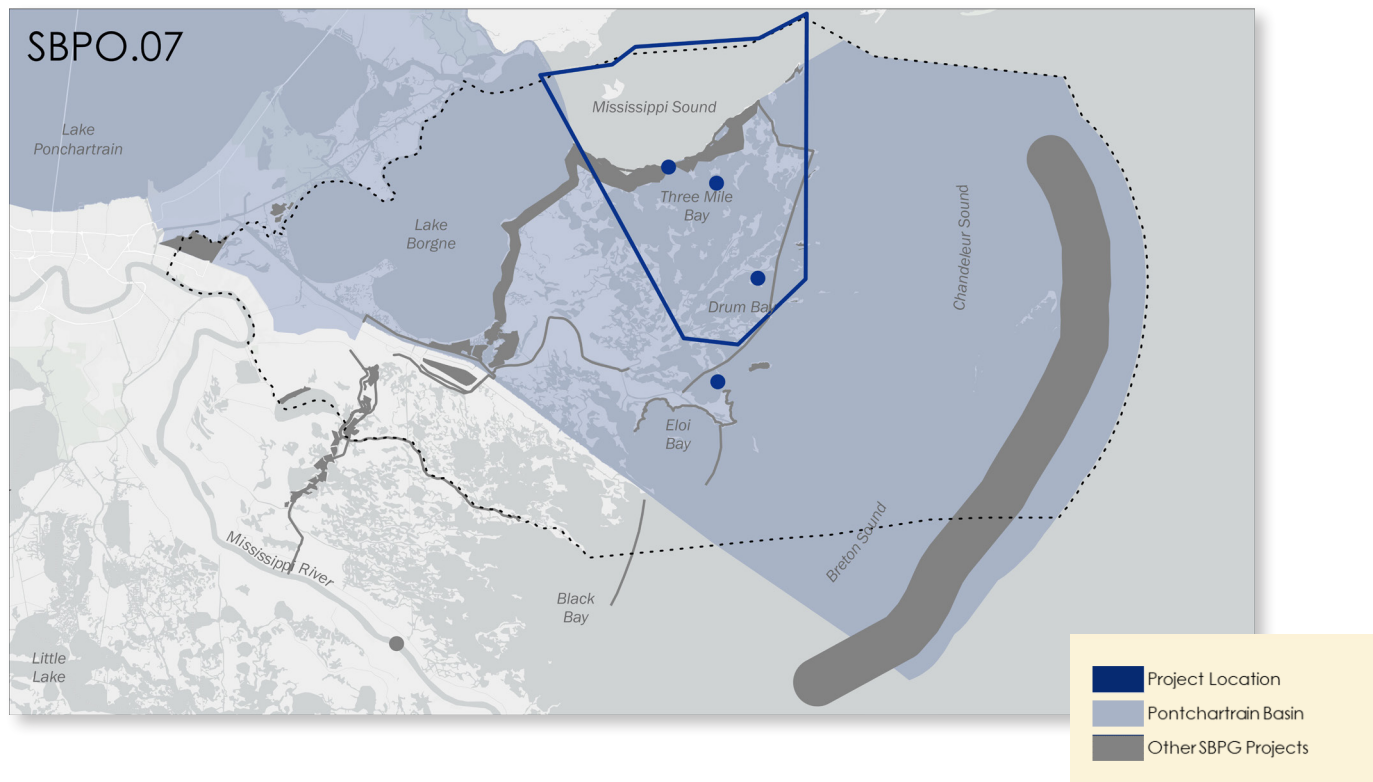 SBPO.07
Lake
Ponchartrain
Mississippi Sound
Three Mile
Bay
Lake
Borgne
Chandeleur Sound
Drum Bay
Eloi
Bay
Breton Sound
Mississippi River
Black
Bay
Little
Lake
Project Location
Pontchartrain Basin
Other SBPG Projects